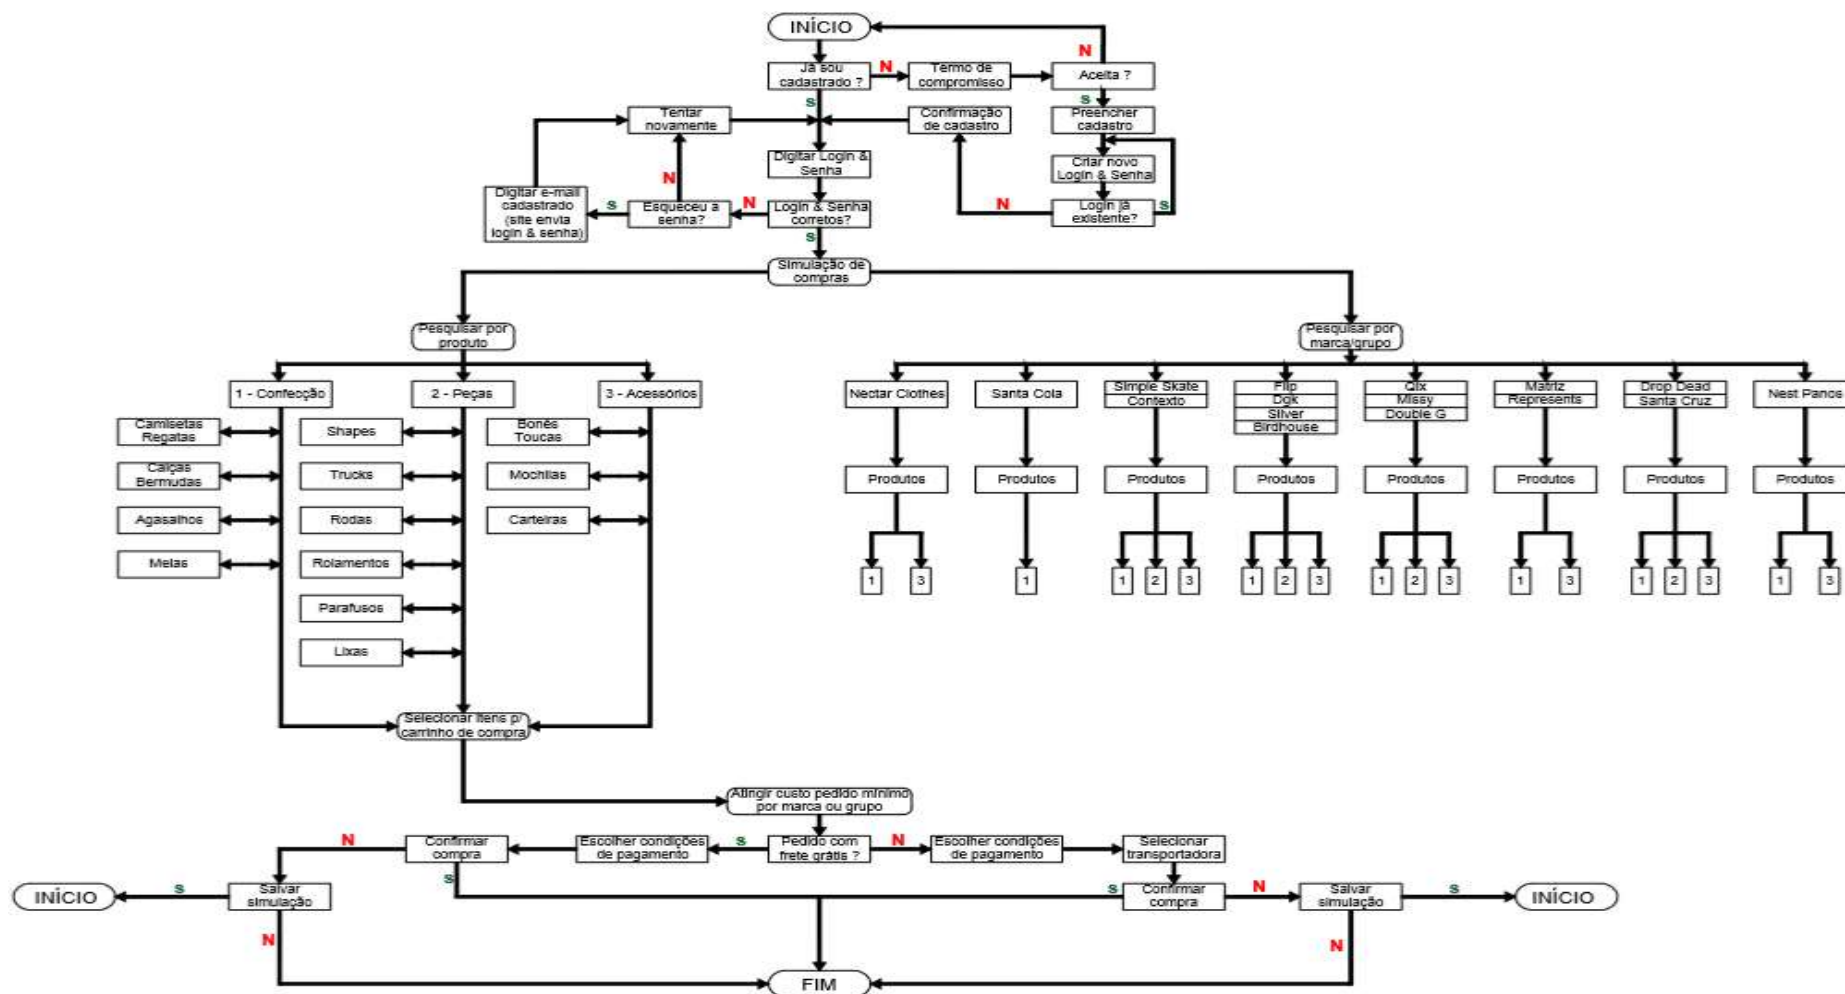 INÍCIO
N
Já sou
cadastrado ?
N
Termo de
compromisso
Aceita ?
S
S
Tentar
novamente
Confirmação
de cadastro
Preencher
cadastro
Digitar Login &
Senha
Criar novo
Login & Senha
N
Digitar e-mail
cadastrado
(site envia
login & senha)
S
Esqueceu a
senha?
N
Login & Senha
corretos?
N
Login já
existente?
S
S
Simulação de
compras
Pesquisar por
produto
Pesquisar por
marca/grupo
1 - Confecção
2 - Peças
3 - Acessórios
Nectar Clothes
Santa Cola
Simple Skate
Contexto
Flip
Dgk
Silver
Birdhouse
Qix
Missy
Double G
Matriz
Represents
Drop Dead
Santa Cruz
Nest Panos
Camisetas
Regatas
Shapes
Bonés
Toucas
Calças
Bermudas
Trucks
Mochilas
Produtos
Produtos
Produtos
Produtos
Produtos
Produtos
Produtos
Produtos
Agasalhos
Rodas
Carteiras
Meias
Rolamentos
1
3
1
1
2
3
1
2
3
1
2
3
1
3
1
2
3
1
3
Parafusos
Lixas
Selecionar itens p/
carrinho de compra
Atingir custo pedido mínimo
por marca ou grupo
N
Confirmar
compra
Escolher condições
de pagamento
S
Pedido com
frete grátis ?
N
Escolher condições
de pagamento
Selecionar
transportadora
INÍCIO
S
Salvar
simulação
S
S
Confirmar
compra
N
Salvar
simulação
S
INÍCIO
N
N
FIM